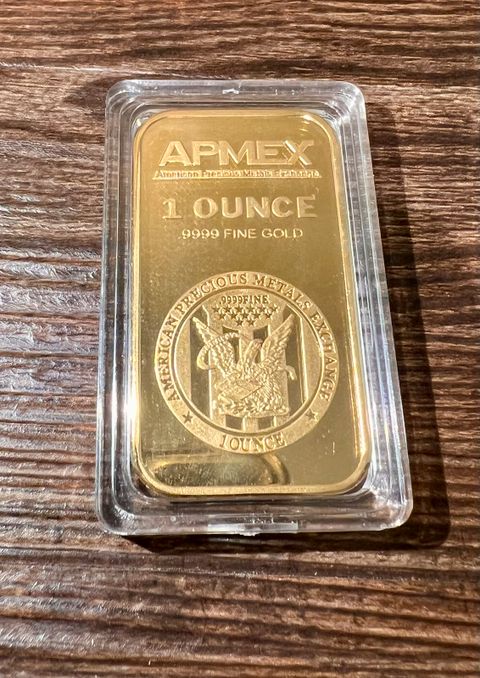 APMEX
American Precious Metals Exchange
1 OUNCE
.9999 FINE GOLD
AMERICAN PRECIOUS METALS EXCHANGE
.9999 FINE
1 OUNCE